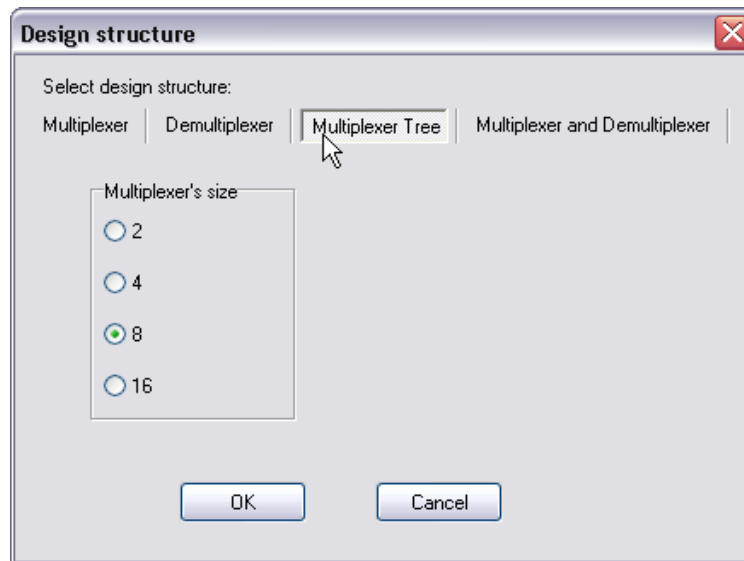 Design structure
Select design structure:
Multiplexer Demultiplexer Multiplexer Tree Multiplexer and Demultiplexer
Multiplexer's size
2
4
8
16
OK Cancel